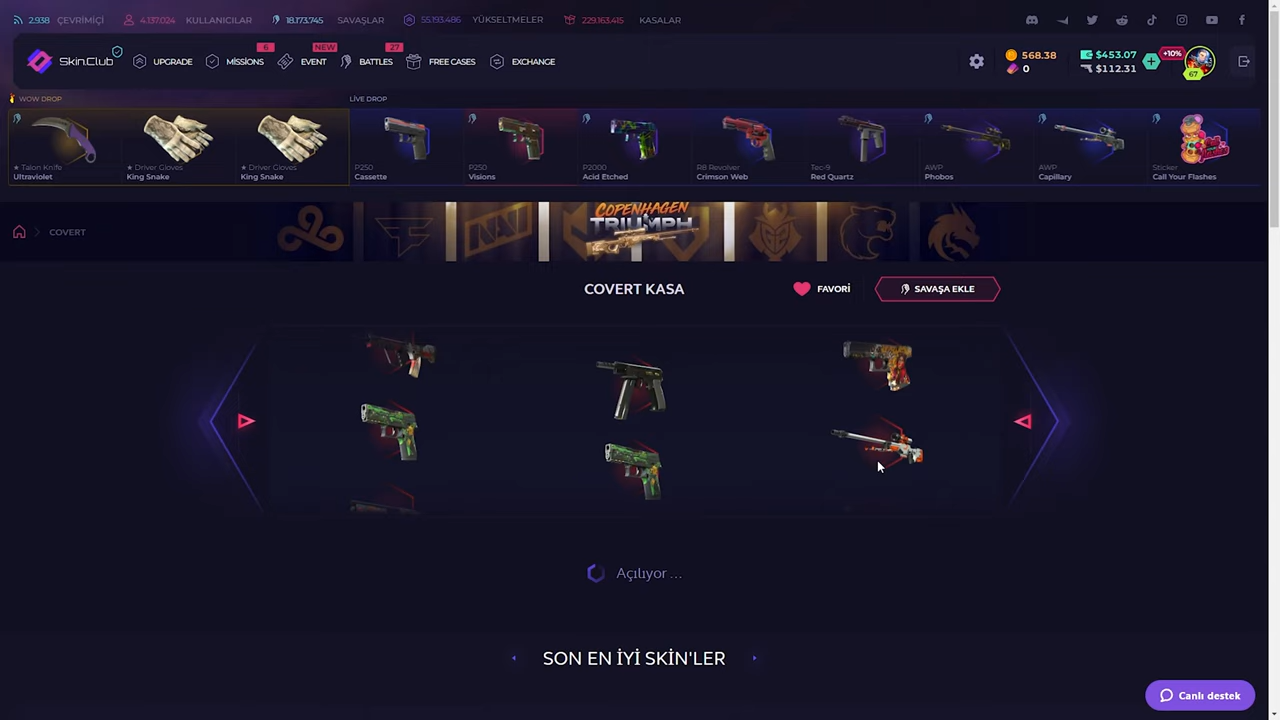 2.938 ÇEVRİMİÇİ 4.137.024 KULLANICILAR 18.173.745 SAVAŞLAR 55.193.486 YÜKSELTMELER 229.163.415 KASALAR
6 NEW 27
Skin.Club UPGRADE MISSIONS EVENT BATTLES FREE CASES EXCHANGE
568.38 $453.07 +10%
0 $112.31 67
WOW DROP LİVE DROP
★ Talon Knife
Ultraviolet
★ Driver Gloves
King Snake
★ Driver Gloves
King Snake
P250
Cassette
P250
Visions
P2000
Acid Etched
R8 Revolver
Crimson Web
Tec-9
Red Quartz
AWP
Phobos
AWP
Capillary
Sticker
Call Your Flashes
COPENHAGEN
TRIUMPH
COVERT
COVERT KASA FAVORİ SAVAŞA EKLE
Açılıyor ...
SON EN İYİ SKİN'LER
Canlı destek